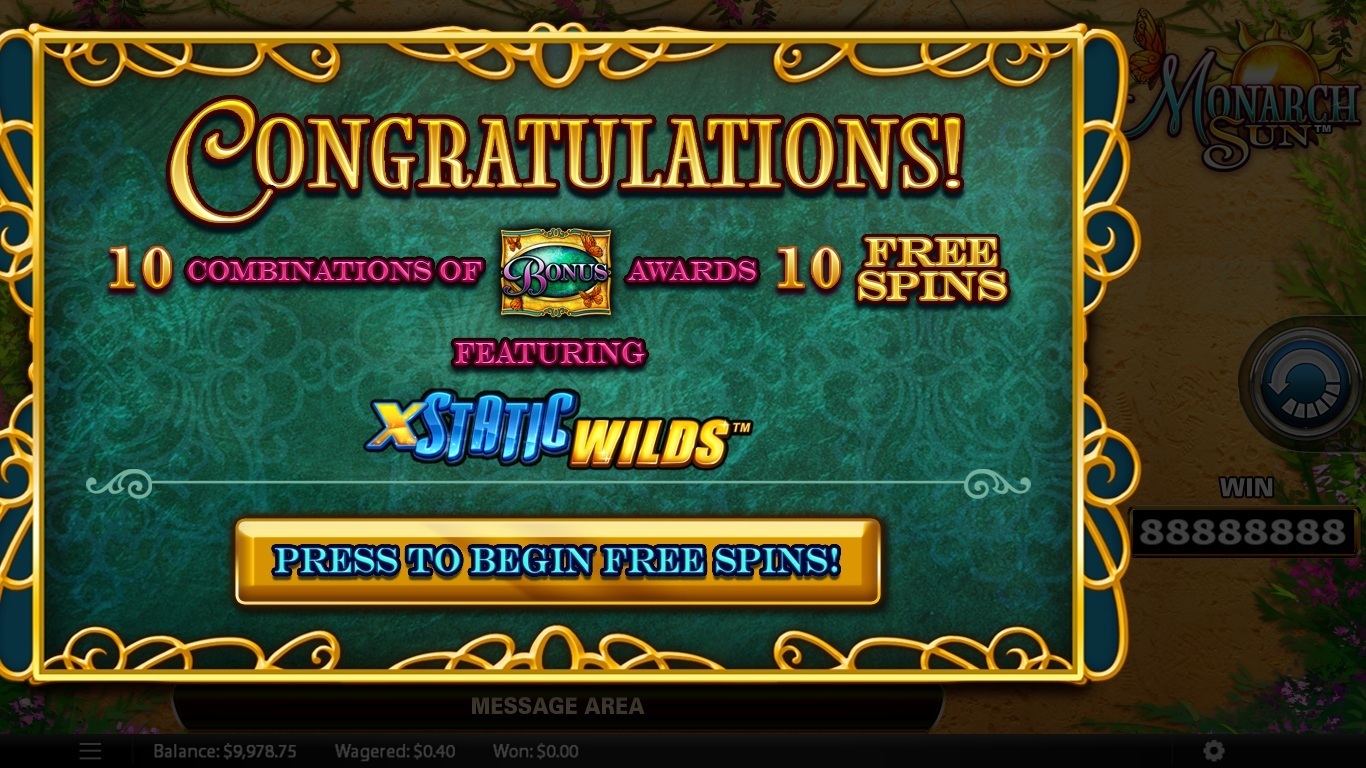 MONARCH
SUN™
CONGRATULATIONS!
10 COMBINATIONS OF BONUS AWARDS 10 FREE SPINS
FEATURING
XSTATIC WILDS™
PRESS TO BEGIN FREE SPINS!
WIN
88888888
MESSAGE AREA
Balance: $9,978.75 Wagered: $0.40 Won: $0.00